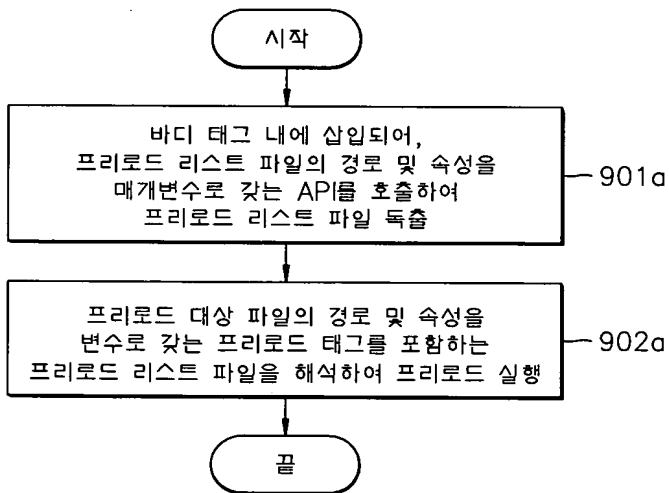 시작
바디 태그 내에 삽입되어,
프리로드 리스트 파일의 경로 및 속성을
매개변수로 갖는 API를 호출하여
프리로드 리스트 파일 독출
901a
프리로드 대상 파일의 경로 및 속성을
변수로 갖는 프리로드 태그를 포함하는
프리로드 리스트 파일을 해석하여 프리로드 실행
902a
끝